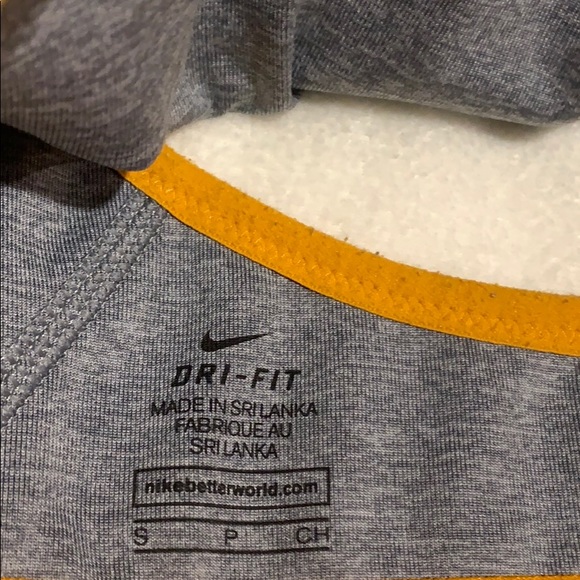 DRI-FIT
MADE IN SRI LANKA
FABRIQUE AU
SRI LANKA
nikebetterworld.com
S P CH